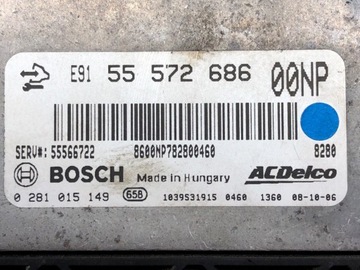 E91 55 572 686 00NP
SERV#: 55566722 8600NP782800460 8280
BOSCH Made in Hungary ACDelco
0 281 015 149 65B 1039S31915 0460 1360 08-10-06